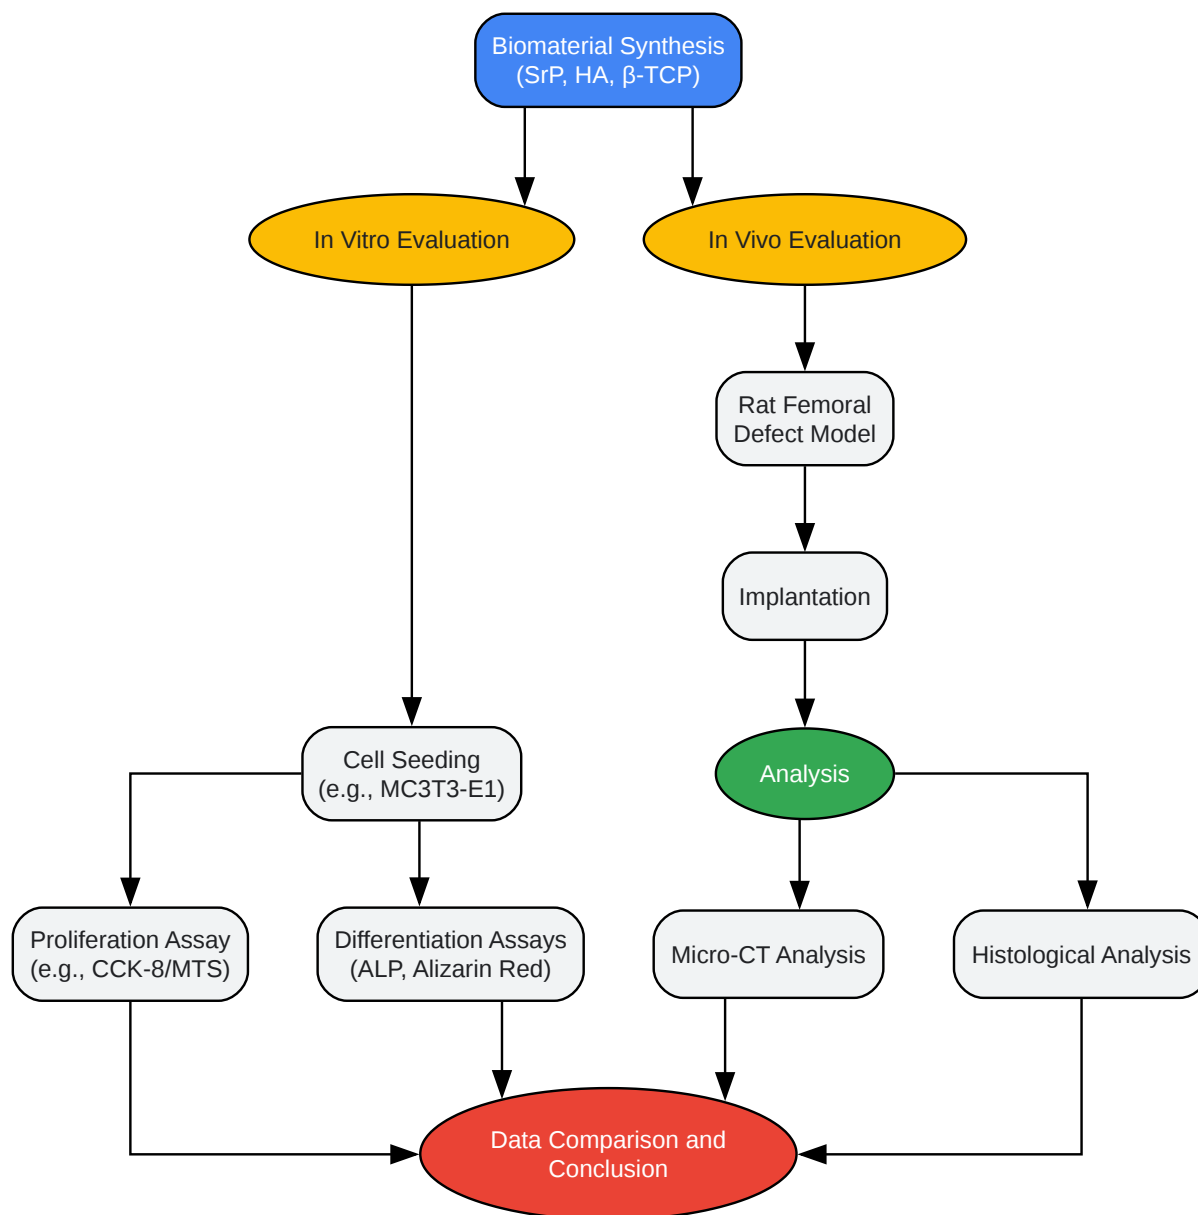 Biomaterial Synthesis
(SrP, HA, β-TCP)
In Vitro Evaluation
In Vivo Evaluation
Rat Femoral
Defect Model
Implantation
Cell Seeding
(e.g., MC3T3-E1)
Analysis
Proliferation Assay
(e.g., CCK-8/MTS)
Differentiation Assays
(ALP, Alizarin Red)
Micro-CT Analysis
Histological Analysis
Data Comparison and
Conclusion